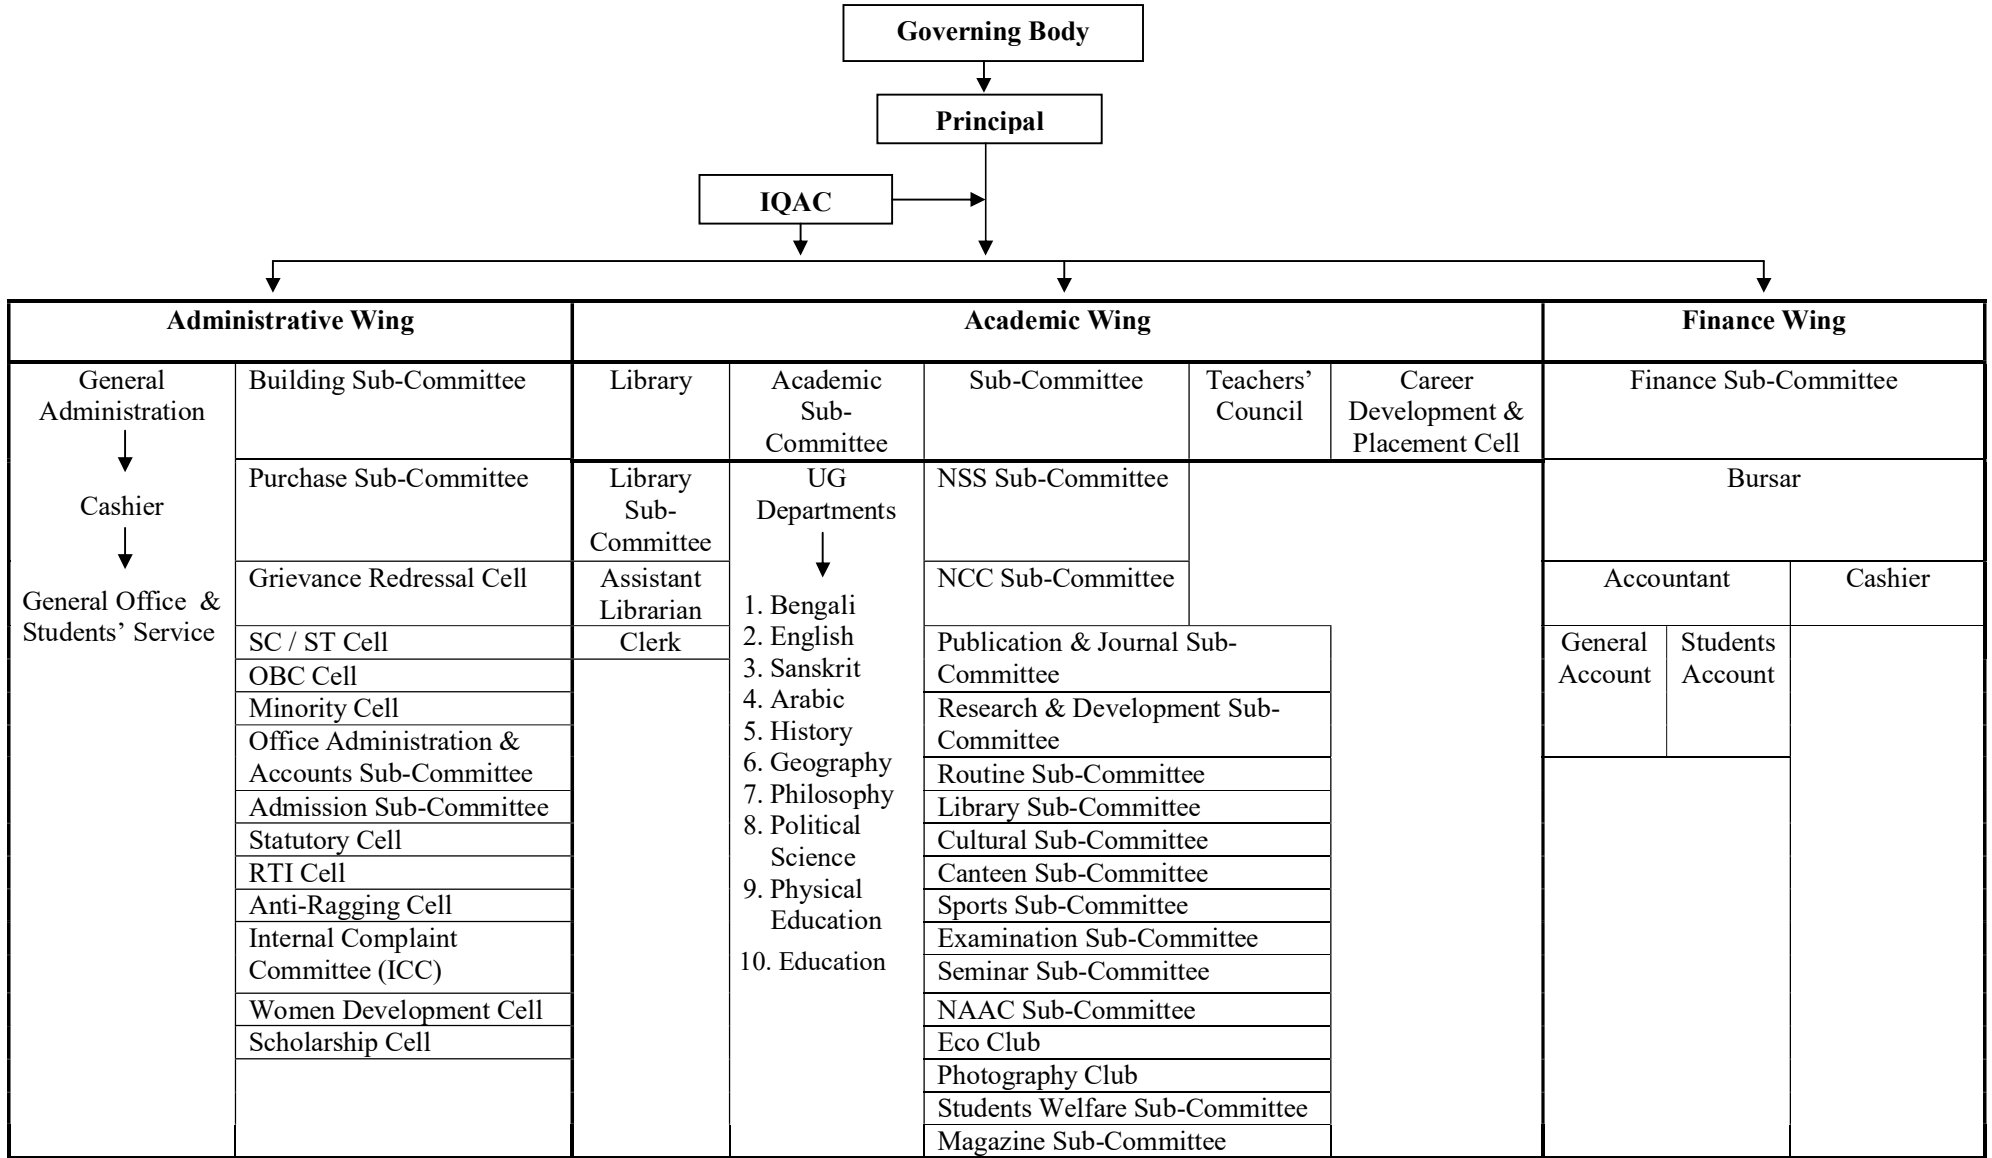 Governing Body
Principal
IQAC
Administrative Wing
Academic Wing
Finance Wing
General
Administration
Cashier
General Office &
Students’ Service
Building Sub-Committee
Purchase Sub-Committee
Grievance Redressal Cell
SC / ST Cell
OBC Cell
Minority Cell
Office Administration &
Accounts Sub-Committee
Admission Sub-Committee
Statutory Cell
RTI Cell
Anti-Ragging Cell
Internal Complaint
Committee (ICC)
Women Development Cell
Scholarship Cell
Library
Library
Sub-
Committee
Assistant
Librarian
Clerk
Academic
Sub-
Committee
UG
Departments
1. Bengali
2. English
3. Sanskrit
4. Arabic
5. History
6. Geography
7. Philosophy
8. Political
Science
9. Physical
Education
10. Education
Sub-Committee
NSS Sub-Committee
NCC Sub-Committee
Publication & Journal Sub-
Committee
Research & Development Sub-
Committee
Routine Sub-Committee
Library Sub-Committee
Cultural Sub-Committee
Canteen Sub-Committee
Sports Sub-Committee
Examination Sub-Committee
Seminar Sub-Committee
NAAC Sub-Committee
Eco Club
Photography Club
Students Welfare Sub-Committee
Magazine Sub-Committee
Teachers’
Council
Career
Development &
Placement Cell
Finance Sub-Committee
Bursar
Accountant
Cashier
General
Account
Students
Account